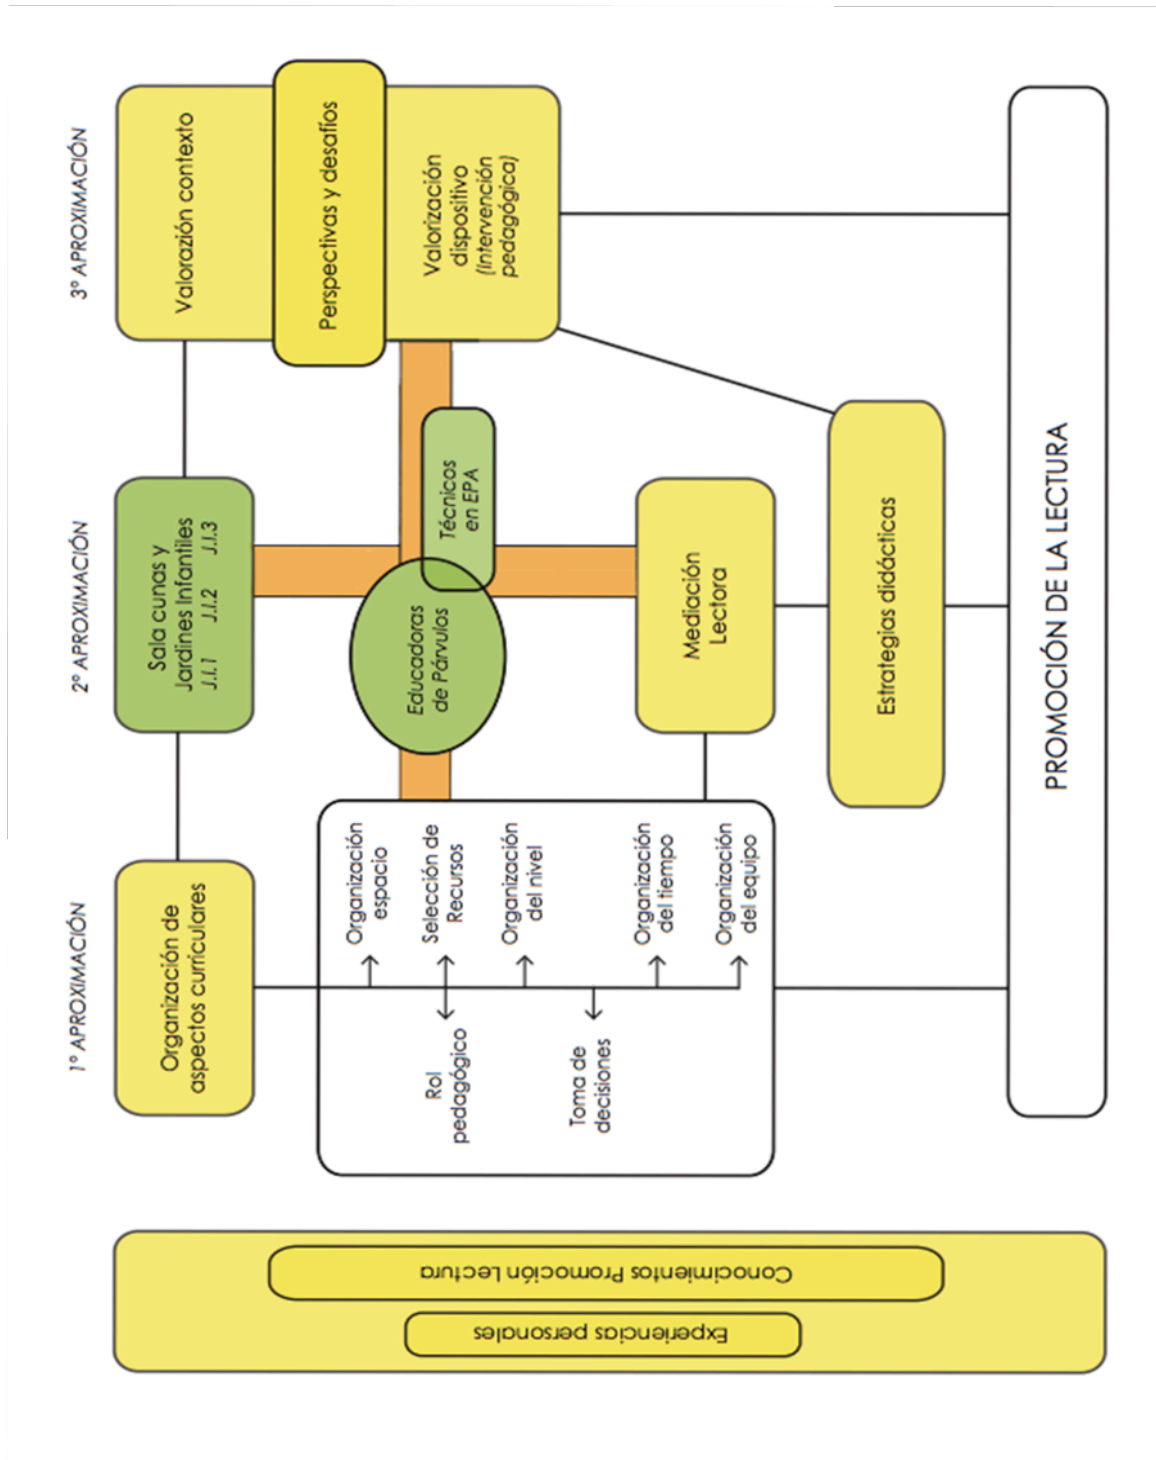 1º APROXIMACIÓN
2º APROXIMACIÓN
3º APROXIMACIÓN
Organización de
aspectos curriculares
Sala cunas y
Jardines Infantiles
J.I.1 J.I.2 J.I.3
Valorazión contexto
Perspectivas y desafíos
Valorización
dispositivo
(Intervención
pedagógica)
Organización
espacio
Selección de
Recursos
Organización
del nivel
Organización
del tiempo
Organización
del equipo
Rol
pedagógico
Toma de
decisiones
Educadoras
de Párvulos
Técnicos
en EPA
Mediación
Lectora
Estrategias didácticas
PROMOCIÓN DE LA LECTURA
Experiencias personales
Conocimientos Promoción Lectura